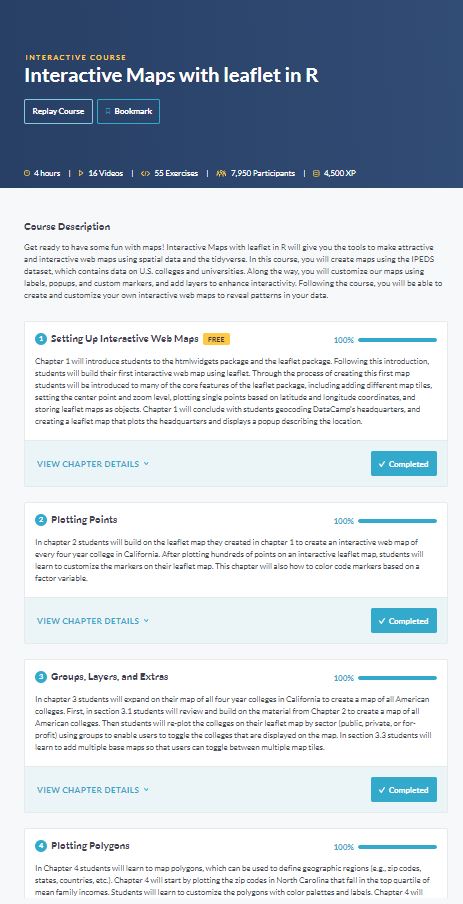 INTERACTIVE COURSE
Interactive Maps with leaflet in R
Replay Course
Bookmark
4 hours | 16 Videos | 55 Exercises | 7,950 Participants | 4,500 XP
Course Description
Get ready to have some fun with maps! Interactive Maps with leaflet in R will give you the tools to make attractive
and interactive web maps using spatial data and the tidyverse. In this course, you will create maps using the IPEDS
dataset, which contains data on U.S. colleges and universities. Along the way, you will customize our maps using
labels, popups, and custom markers, and add layers to enhance interactivity. Following the course, you will be able to
create and customize your own interactive web maps to reveal patterns in your data.
1 Setting Up Interactive Web Maps FREE 100%
Chapter 1 will introduce students to the htmlwidgets package and the leaflet package. Following this introduction,
students will build their first interactive web map using leaflet. Through the process of creating this first map
students will be introduced to many of the core features of the leaflet package, including adding different map tiles,
setting the center point and zoom level, plotting single points based on latitude and longitude coordinates, and
storing leaflet maps as objects. Chapter 1 will conclude with students geocoding DataCamp's headquarters, and
creating a leaflet map that plots the headquarters and displays a popup describing the location.
VIEW CHAPTER DETAILS
Completed
2 Plotting Points 100%
In chapter 2 students will build on the leaflet map they created in chapter 1 to create an interactive web map of
every four year college in California. After plotting hundreds of points on an interactive leaflet map, students will
learn to customize the markers on their leaflet map. This chapter will also how to color code markers based on a
factor variable.
VIEW CHAPTER DETAILS
Completed
3 Groups, Layers, and Extras 100%
In chapter 3 students will expand on their map of all four year colleges in California to create a map of all American
colleges. First, in section 3.1 students will review and build on the material from Chapter 2 to create a map of all
American colleges. Then students will re-plot the colleges on their leaflet map by sector (public, private, or for-
profit) using groups to enable users to toggle the colleges that are displayed on the map. In section 3.3 students will
learn to add multiple base maps so that users can toggle between multiple map tiles.
VIEW CHAPTER DETAILS
Completed
4 Plotting Polygons 100%
In Chapter 4 students will learn to map polygons, which can be used to define geographic regions (e.g., zip codes,
states, countries, etc.). Chapter 4 will start by plotting the zip codes in North Carolina that fall in the top quartile of
mean family incomes. Students will learn to customize the polygons with color palettes and labels. Chapter 4 will